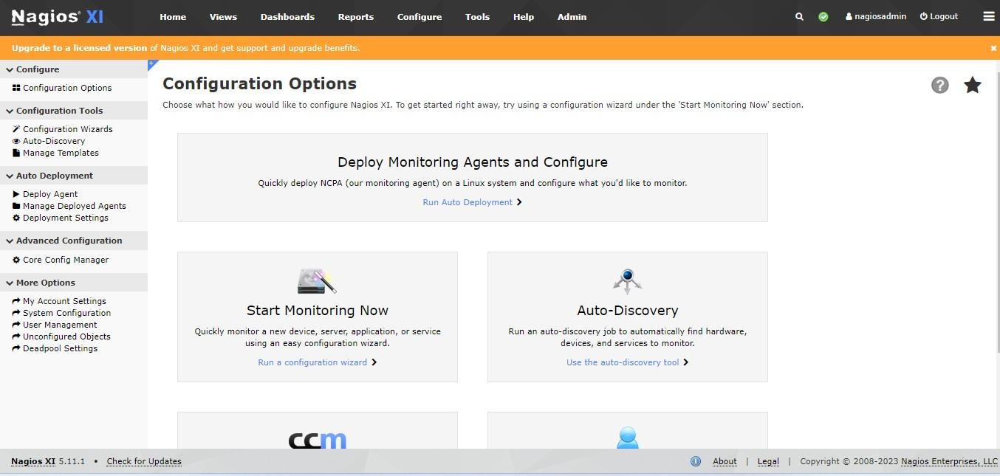 Nagios® XI
Home Views Dashboards Reports Configure Tools Help Admin
nagiosadmin Logout
Upgrade to a licensed version of Nagios XI and get support and upgrade benefits.
Configure
Configuration Options
Configuration Tools
Configuration Wizards
Auto-Discovery
Manage Templates
Auto Deployment
Deploy Agent
Manage Deployed Agents
Deployment Settings
Advanced Configuration
Core Config Manager
More Options
My Account Settings
System Configuration
User Management
Unconfigured Objects
Deadpool Settings
Configuration Options
Choose what how you would like to configure Nagios XI. To get started right away, try using a configuration wizard under the 'Start Monitoring Now' section.
Deploy Monitoring Agents and Configure
Quickly deploy NCPA (our monitoring agent) on a Linux system and configure what you'd like to monitor.
Run Auto Deployment
Start Monitoring Now
Quickly monitor a new device, server, application, or service
using an easy configuration wizard.
Run a configuration wizard
Auto-Discovery
Run an auto-discovery job to automatically find hardware,
devices, and services to monitor.
Use the auto-discovery tool
ccm
Nagios XI 5.11.1 • Check for Updates
About | Legal | Copyright © 2008-2023 Nagios Enterprises, LLC